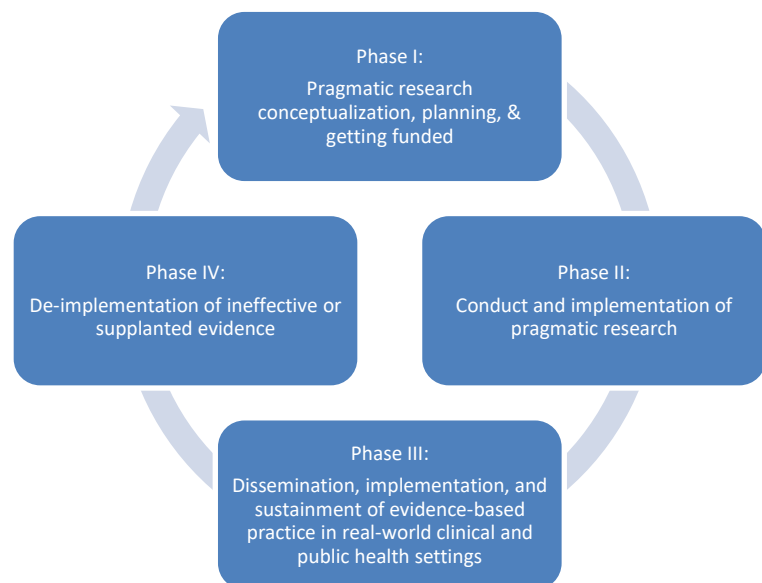 Phase I:
Pragmatic research
conceptualization, planning, &
getting funded
Phase II:
Conduct and implementation of
pragmatic research
Phase III:
Dissemination, implementation, and
sustainment of evidence-based
practice in real-world clinical and
public health settings
Phase IV:
De-implementation of ineffective or
supplanted evidence